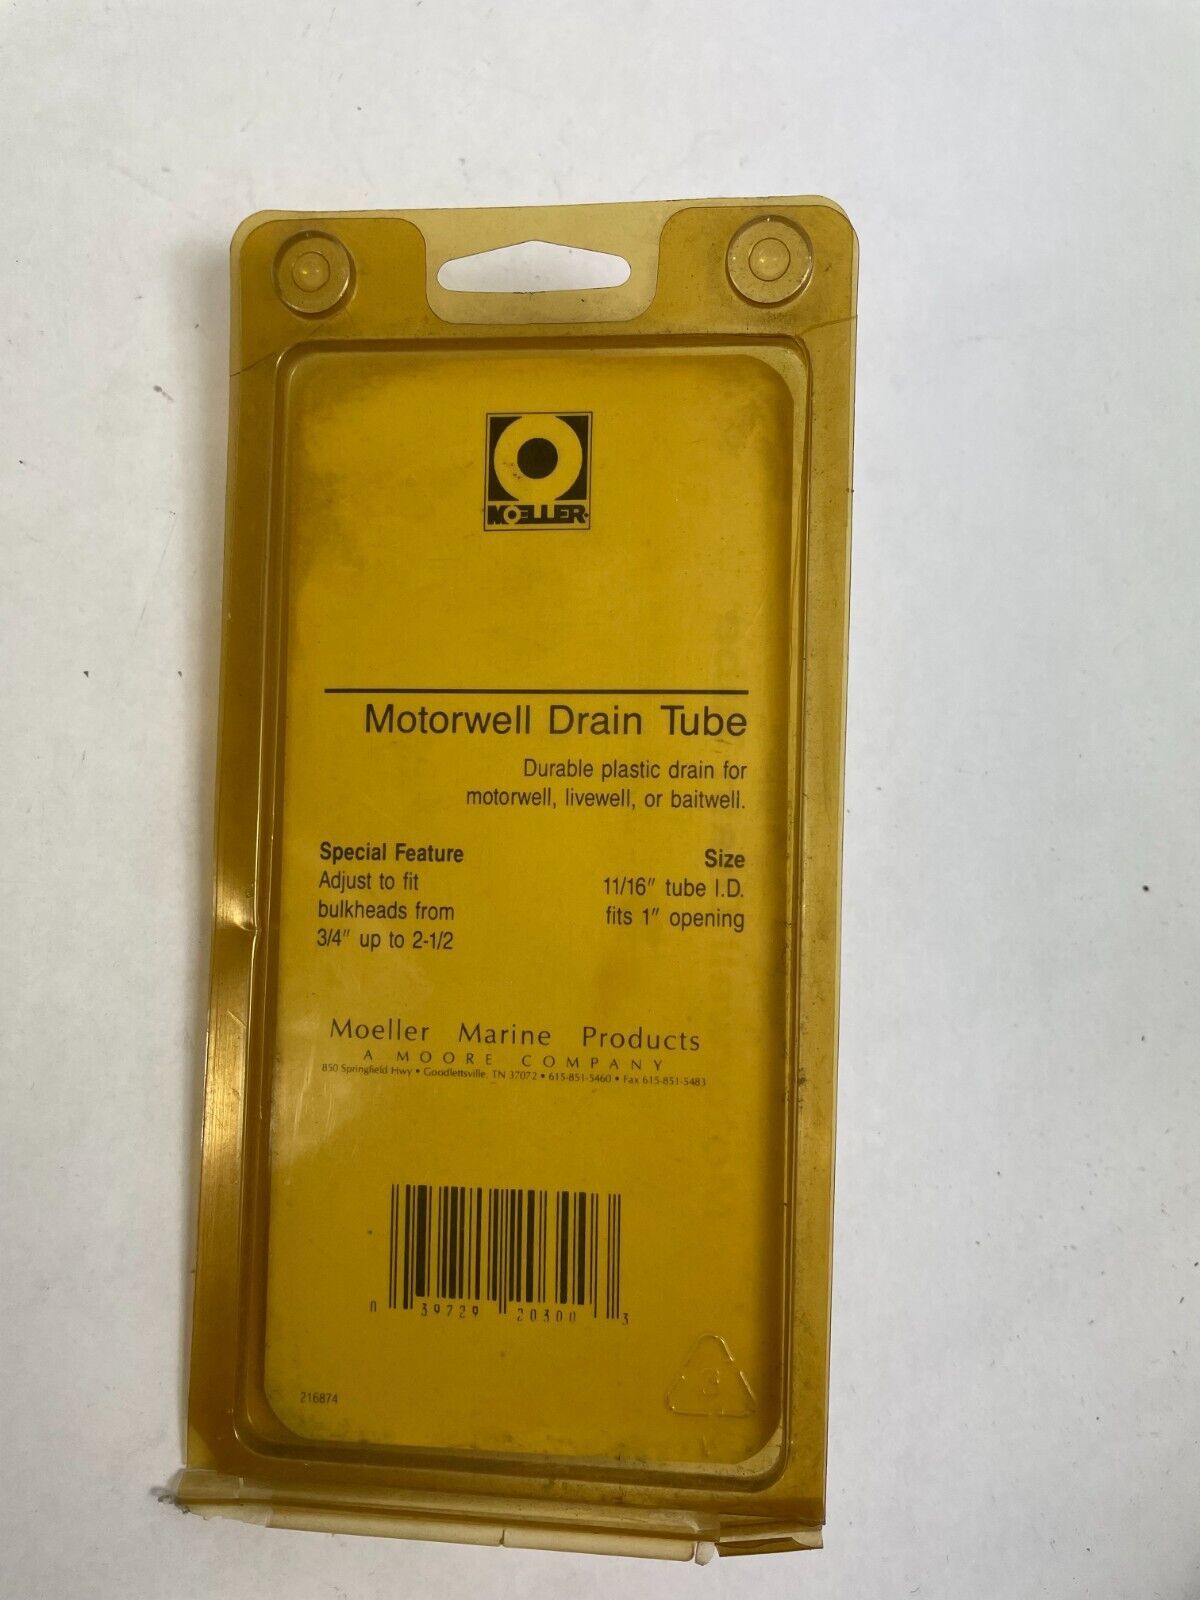 MOELLER
Motorwell Drain Tube
Durable plastic drain for
motorwell, livewell, or baitwell.
Special Feature
Adjust to fit
bulkheads from
3/4" up to 2-1/2
Size
11/16" tube I.D.
fits 1" opening
Moeller Marine Products
A MOORE COMPANY
850 Springfield Hwy • Goodlettsville, TN 37072 • 615-851-5460 • Fax 615-851-5483
0 39729 20300 3
3
216874